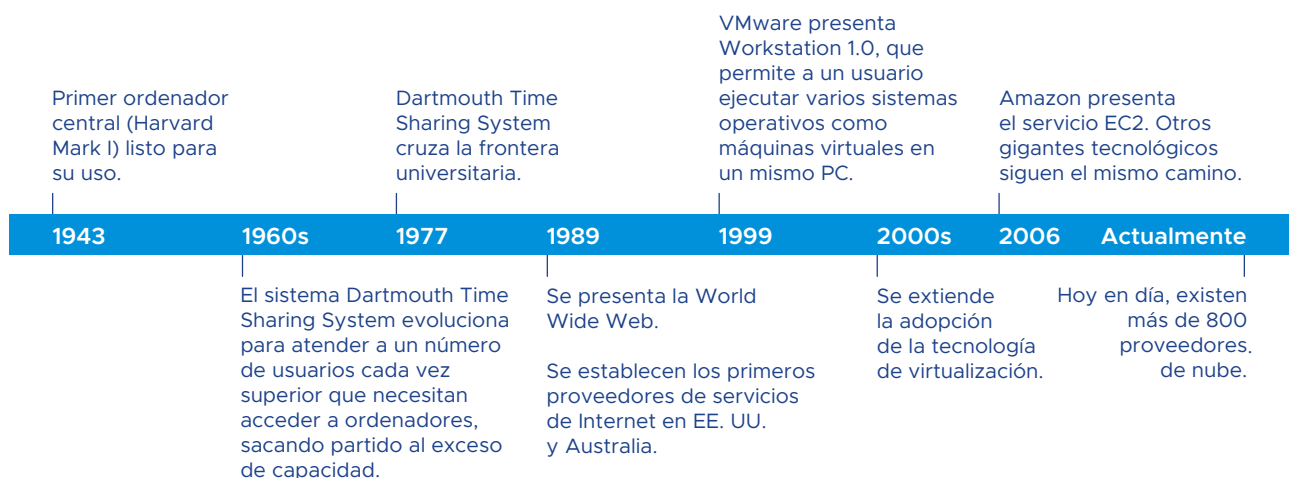 Primer ordenador
central (Harvard
Mark I) listo para
su uso.
Dartmouth Time
Sharing System
cruza la frontera
universitaria.
VMware presenta
Workstation 1.0, que
permite a un usuario
ejecutar varios sistemas
operativos como
máquinas virtuales en
un mismo PC.
Amazon presenta
el servicio EC2. Otros
gigantes tecnológicos
siguen el mismo camino.
1943 1960s 1977 1989 1999 2000s 2006 Actualmente
El sistema Dartmouth Time
Sharing System evoluciona
para atender a un número
de usuarios cada vez
superior que necesitan
acceder a ordenadores,
sacando partido al exceso
de capacidad.
Se presenta la World
Wide Web.
Se establecen los primeros
proveedores de servicios
de Internet en EE. UU.
y Australia.
Se extiende
la adopción
de la tecnología
de virtualización.
Hoy en día, existen
más de 800
proveedores.
de nube.